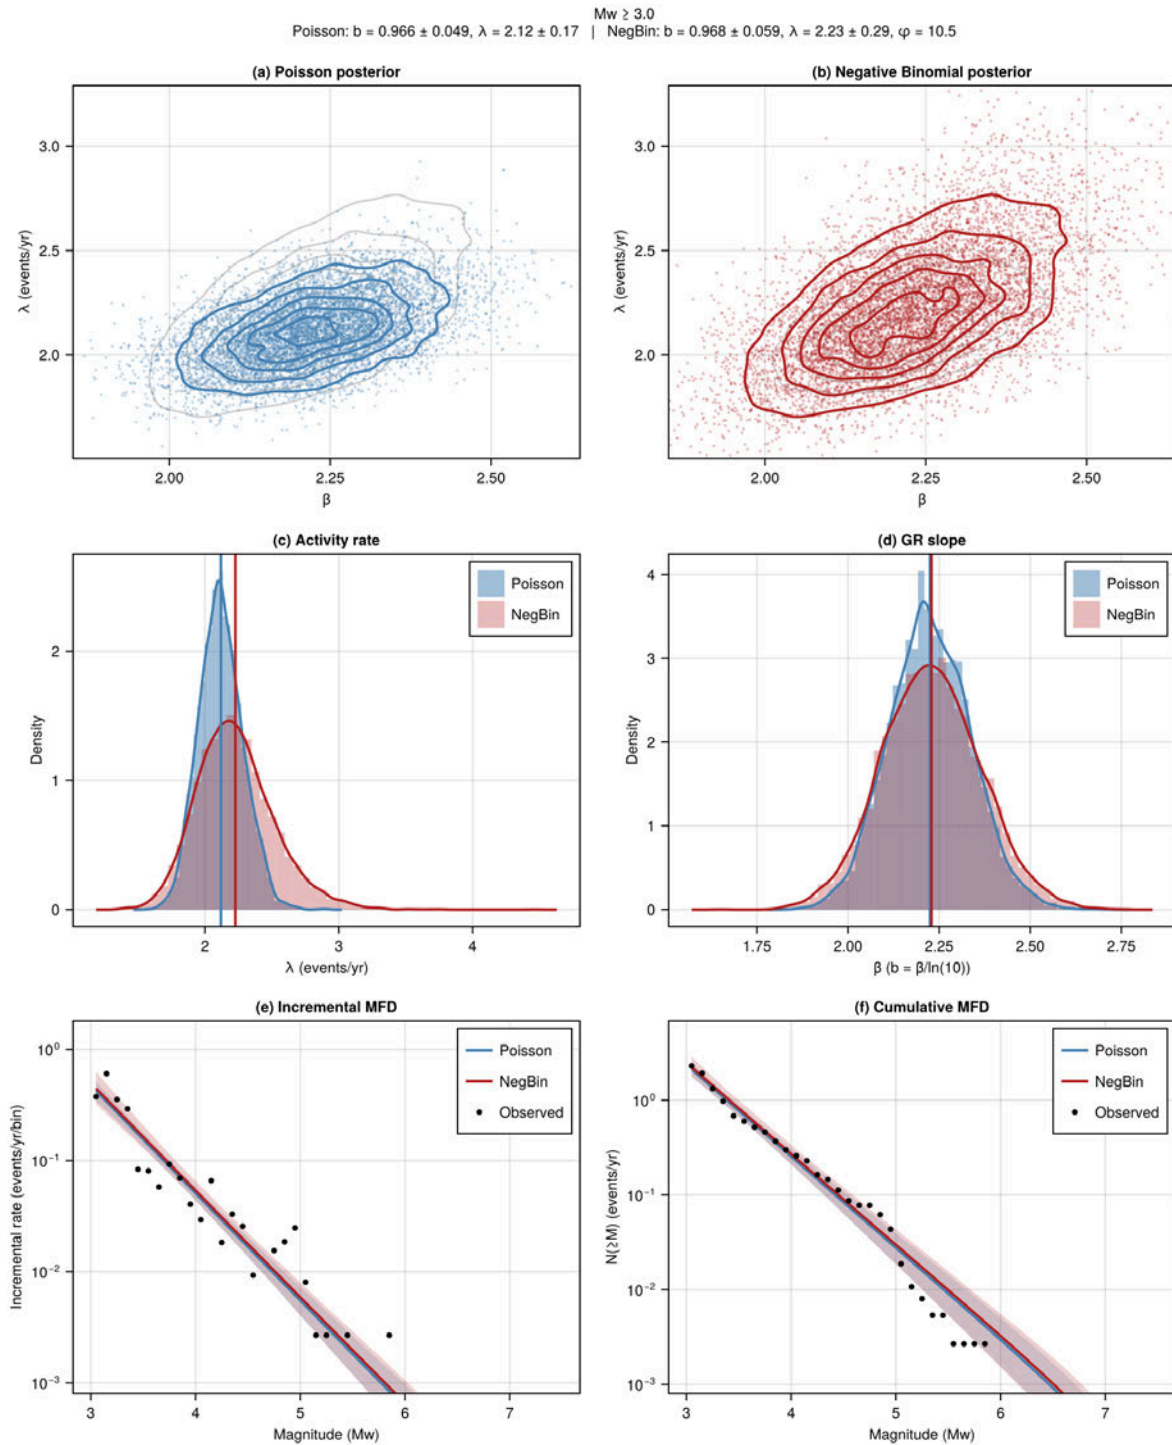 Mw ≥ 3.0
Poisson: b = 0.966 ± 0.049, λ = 2.12 ± 0.17 | NegBin: b = 0.968 ± 0.059, λ = 2.23 ± 0.29, φ = 10.5
(a) Poisson posterior
3.0
2.5
2.0
λ (events/yr)
2.00
2.25
2.50
β
(b) Negative Binomial posterior
3.0
2.5
2.0
λ (events/yr)
2.00
2.25
2.50
β
(c) Activity rate
Poisson
NegBin
2
1
0
Density
2
3
4
λ (events/yr)
(d) GR slope
Poisson
NegBin
4
3
2
1
0
Density
1.75
2.00
2.25
2.50
2.75
β (b = β/ln(10))
(e) Incremental MFD
Poisson
NegBin
Observed
10⁰
10⁻¹
10⁻²
10⁻³
Incremental rate (events/yr/bin)
3
4
5
6
7
Magnitude (Mw)
(f) Cumulative MFD
Poisson
NegBin
Observed
10⁰
10⁻¹
10⁻²
10⁻³
N(≥M) (events/yr)
3
4
5
6
7
Magnitude (Mw)